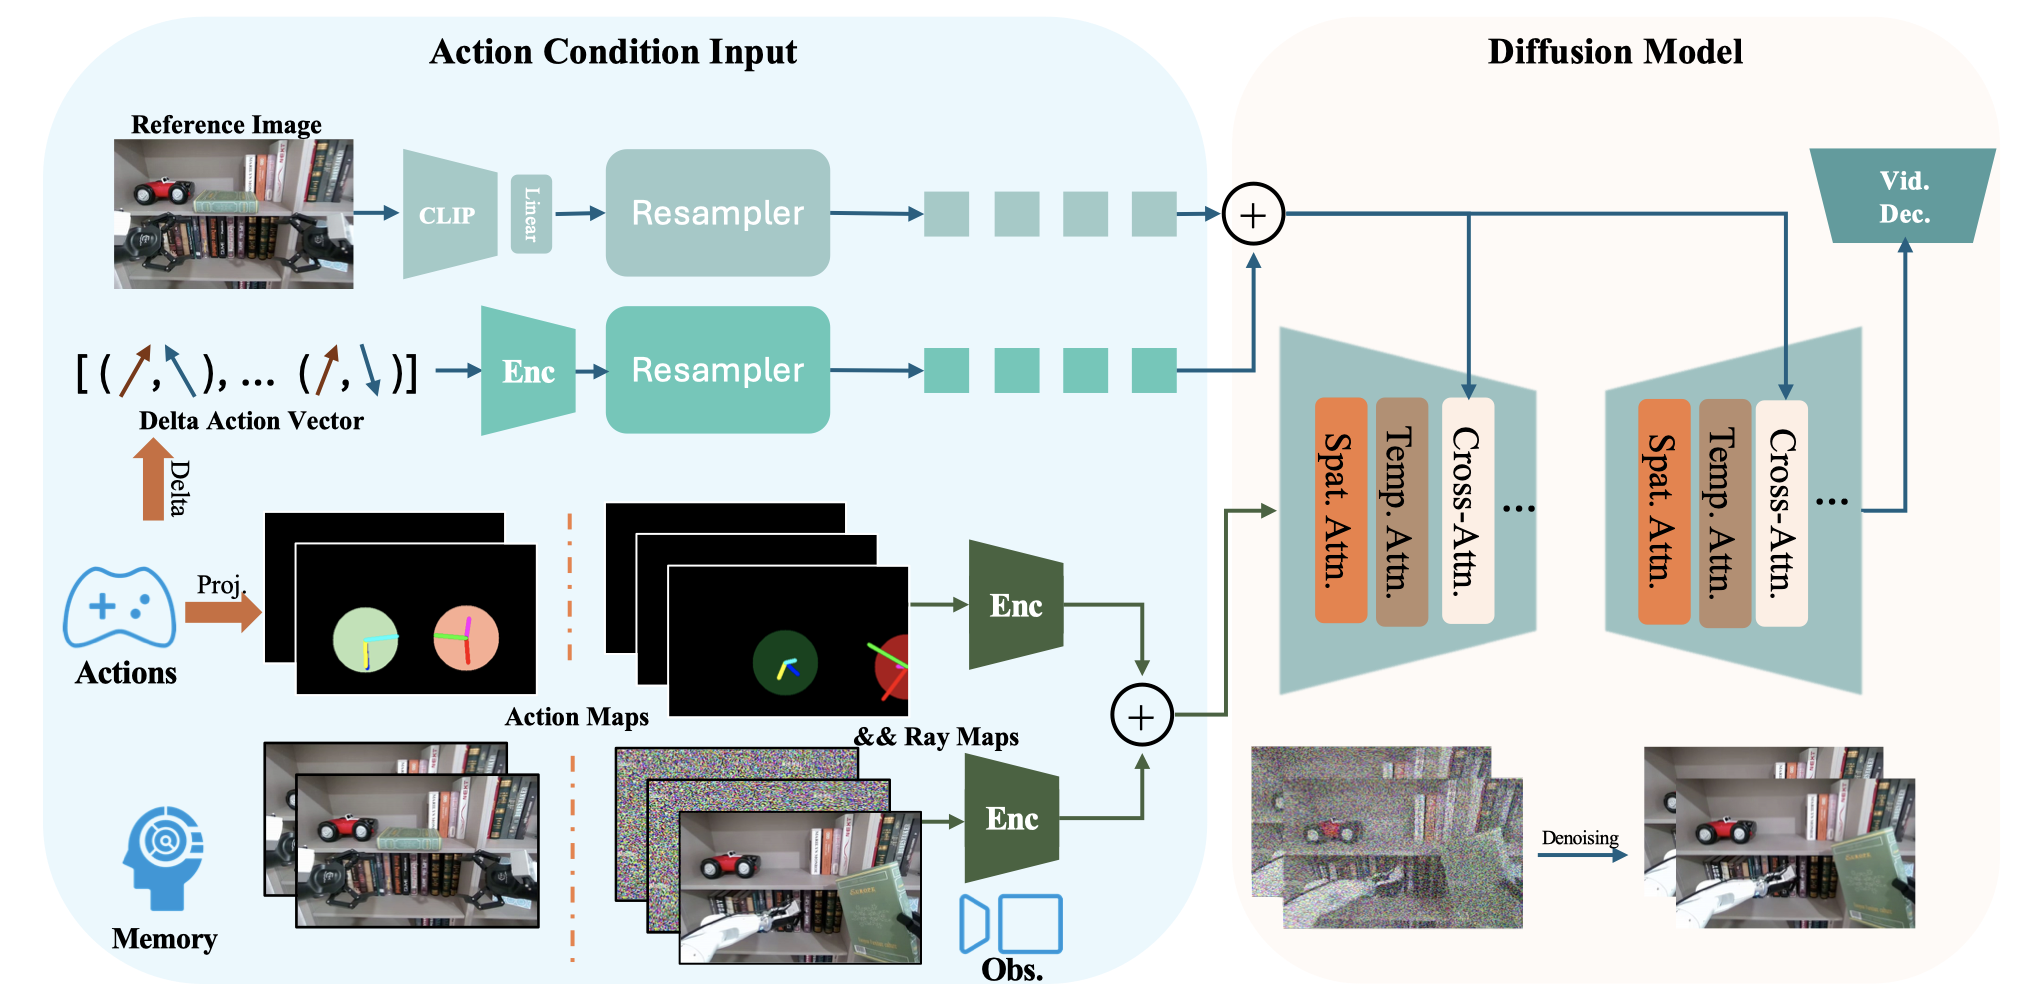 Action Condition Input
Diffusion Model
Reference Image
CLIP
Linear
Resampler
+
Vid.
Dec.
[ ( , ), ... ( , )]
Delta Action Vector
Enc
Resampler
Delta
Spat. Attn.
Temp. Attn.
Cross-Attn.
...
Spat. Attn.
Temp. Attn.
Cross-Attn.
...
Proj.
Actions
Enc
Action Maps
&& Ray Maps
+
Memory
Enc
Obs.
Denoising